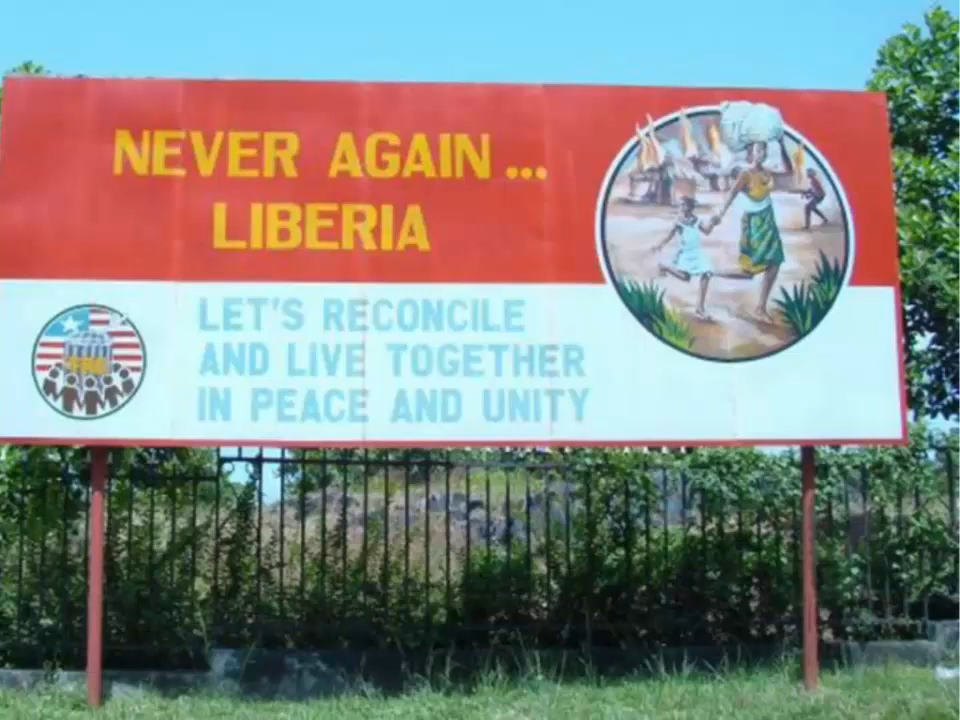 NEVER AGAIN ...
LIBERIA
LET'S RECONCILE
AND LIVE TOGETHER
IN PEACE AND UNITY